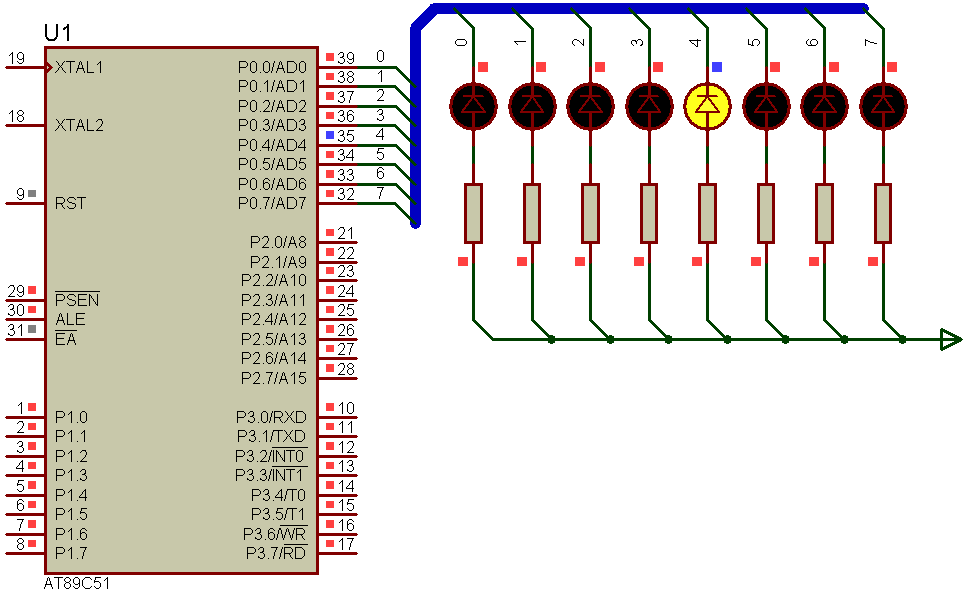 U1
19 XTAL1 P0.0/AD0 39 0
P0.1/AD1 38 1
P0.2/AD2 37 2
18 XTAL2 P0.3/AD3 36 3
P0.4/AD4 35 4
P0.5/AD5 34 5
P0.6/AD6 33 6
9 RST P0.7/AD7 32 7
P2.0/A8 21
P2.1/A9 22
P2.2/A10 23
29 PSEN P2.3/A11 24
30 ALE P2.4/A12 25
31 EA P2.5/A13 26
P2.6/A14 27
P2.7/A15 28
1 P1.0 P3.0/RXD 10
2 P1.1 P3.1/TXD 11
3 P1.2 P3.2/INT0 12
4 P1.3 P3.3/INT1 13
5 P1.4 P3.4/T0 14
6 P1.5 P3.5/T1 15
7 P1.6 P3.6/WR 16
8 P1.7 P3.7/RD 17
AT89C51
0 1 2 3 4 5 6 7